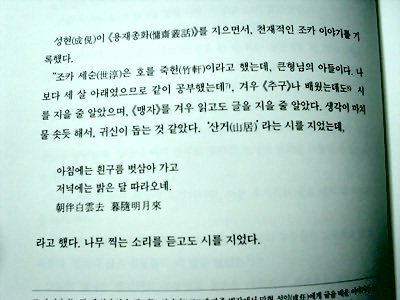 성현(成俔)이 《용재총화(慵齋叢話)》를 지으면서, 천재적인 조카 이야기를 기
록했다.
"조카 세순(世淳)은 호를 죽헌(竹軒)이라고 했는데, 큰형님의 아들이다. 나
보다 세 살 아래였으므로 같이 공부했는데, 겨우 《추구》나 배웠는데도 시
를 지을 줄 알았으며, 《맹자》를 겨우 읽고도 글을 지을 줄 알았다. 생각이 마치
물 솟듯 해서, 귀신이 돕는 것 같았다. '산거(山居)'라는 시를 지었는데,
아침에는 흰구름 벗삼아 가고
저녁에는 밝은 달 따라오네.
朝伴白雲去 暮隨明月來
라고 했다. 나무 찍는 소리를 듣고도 시를 지었다.